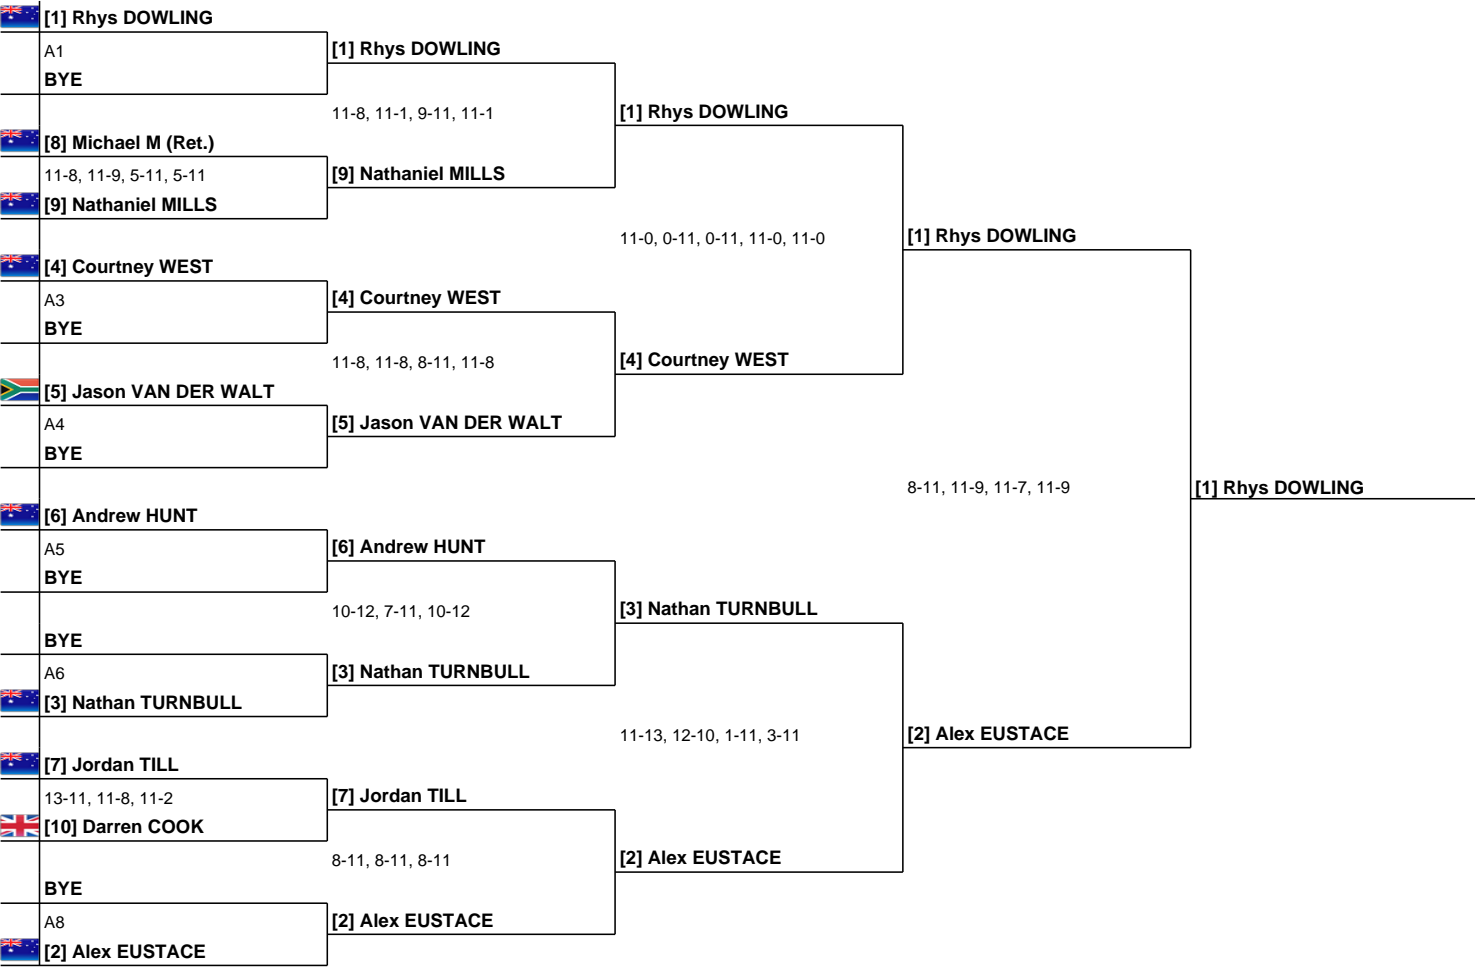 [1] Rhys DOWLING
A1
BYE
[8] Michael M (Ret.)
11-8, 11-9, 5-11, 5-11
[9] Nathaniel MILLS
[4] Courtney WEST
A3
BYE
[5] Jason VAN DER WALT
A4
BYE
[6] Andrew HUNT
A5
BYE
BYE
A6
[3] Nathan TURNBULL
[7] Jordan TILL
13-11, 11-8, 11-2
[10] Darren COOK
BYE
A8
[2] Alex EUSTACE
[1] Rhys DOWLING
11-8, 11-1, 9-11, 11-1
[9] Nathaniel MILLS
[4] Courtney WEST
11-8, 11-8, 8-11, 11-8
[5] Jason VAN DER WALT
[6] Andrew HUNT
10-12, 7-11, 10-12
[3] Nathan TURNBULL
[7] Jordan TILL
8-11, 8-11, 8-11
[2] Alex EUSTACE
[1] Rhys DOWLING
11-0, 0-11, 0-11, 11-0, 11-0
[4] Courtney WEST
[3] Nathan TURNBULL
11-13, 12-10, 1-11, 3-11
[2] Alex EUSTACE
[1] Rhys DOWLING
8-11, 11-9, 11-7, 11-9
[2] Alex EUSTACE
[1] Rhys DOWLING